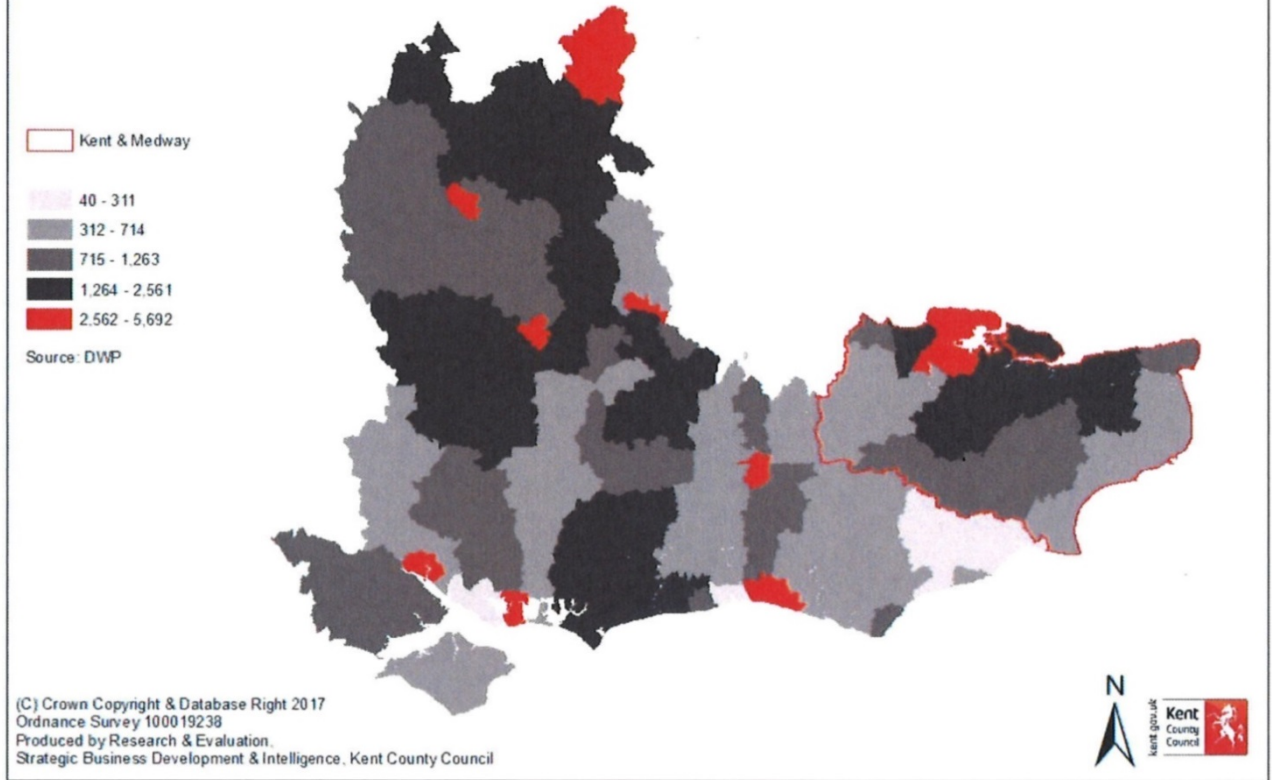 Kent & Medway
40 - 311
312 - 714
715 - 1,263
1,264 - 2,561
2,562 - 5,692
Source: DWP
(C) Crown Copyright & Database Right 2017
Ordnance Survey 100019238
Produced by Research & Evaluation,
Strategic Business Development & Intelligence, Kent County Council
N
kent.gov.uk
Kent
County
Council